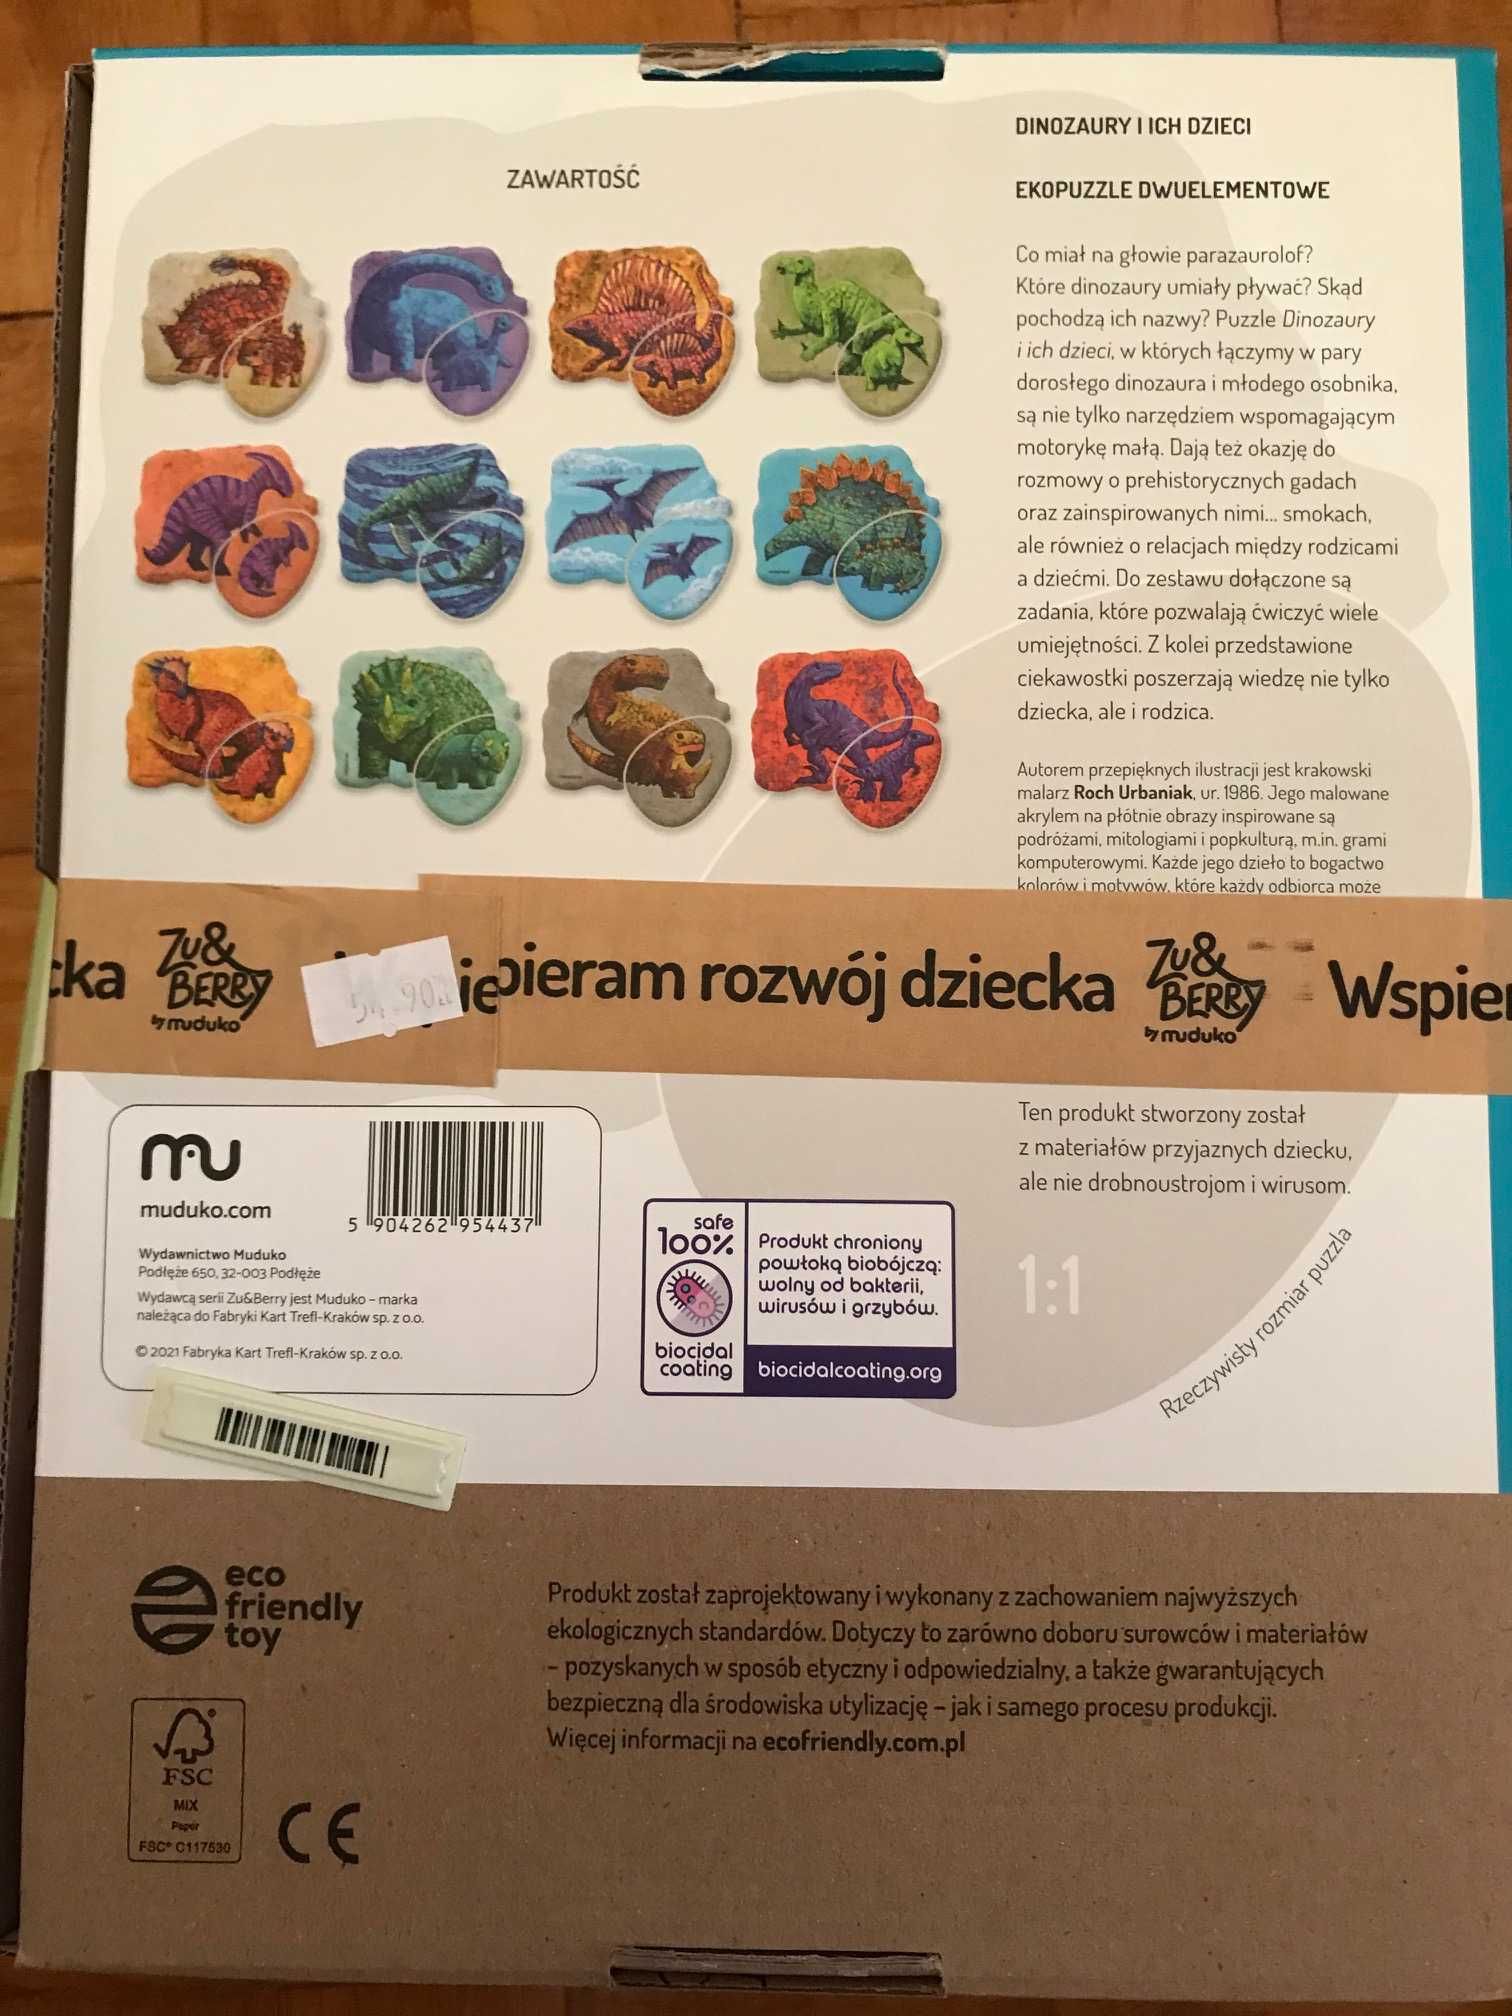 ZAWARTOŚĆ
DINOZAURY I ICH DZIECI
EKOPUZZLE DWUELEMENTOWE
Co miał na głowie parazaurolof?
Które dinozaury umiały pływać? Skąd
pochodzą ich nazwy? Puzzle Dinozaury
i ich dzieci, w których łączymy w pary
dorosłego dinozaura i młodego osobnika,
są nie tylko narzędziem wspomagającym
motorykę małą. Dają też okazję do
rozmowy o prehistorycznych gadach
oraz zainspirowanych nimi... smokach,
ale również o relacjach między rodzicami
a dziećmi. Do zestawu dołączone są
zadania, które pozwalają ćwiczyć wiele
umiejętności. Z kolei przedstawione
ciekawostki poszerzają wiedzę nie tylko
dziecka, ale i rodzica.
Autorem przepięknych ilustracji jest krakowski
malarz Roch Urbaniak, ur. 1986. Jego malowane
akrylem na płótnie obrazy inspirowane są
podróżami, mitologiami i popkulturą, m.in. grami
komputerowymi. Każde jego dzieło to bogactwo
kolorów i motywów, które każdy odbiorca może
cka Zu& BERRY by muduko
54.90zł
pieram rozwój dziecka Zu& BERRY by muduko Wspier
Ten produkt stworzony został
z materiałów przyjaznych dziecku,
ale nie drobnoustrojom i wirusom.
1:1
Rzeczywisty rozmiar puzzla
mu
muduko.com
5 904262 954437
Wydawnictwo Muduko
Podłęże 650, 32-003 Podłęże
Wydawcą serii Zu&Berry jest Muduko – marka
należąca do Fabryki Kart Trefl-Kraków sp. z o.o.
© 2021 Fabryka Kart Trefl-Kraków sp. z o.o.
safe
100%
biocidal
coating
Produkt chroniony
powłoką biobójczą:
wolny od bakterii,
wirusów i grzybów.
biocidalcoating.org
eco
friendly
toy
Produkt został zaprojektowany i wykonany z zachowaniem najwyższych
ekologicznych standardów. Dotyczy to zarówno doboru surowców i materiałów
– pozyskanych w sposób etyczny i odpowiedzialny, a także gwarantujących
bezpieczną dla środowiska utylizację – jak i samego procesu produkcji.
Więcej informacji na ecofriendly.com.pl
FSC
MIX
Paper
FSC® C117530
CE